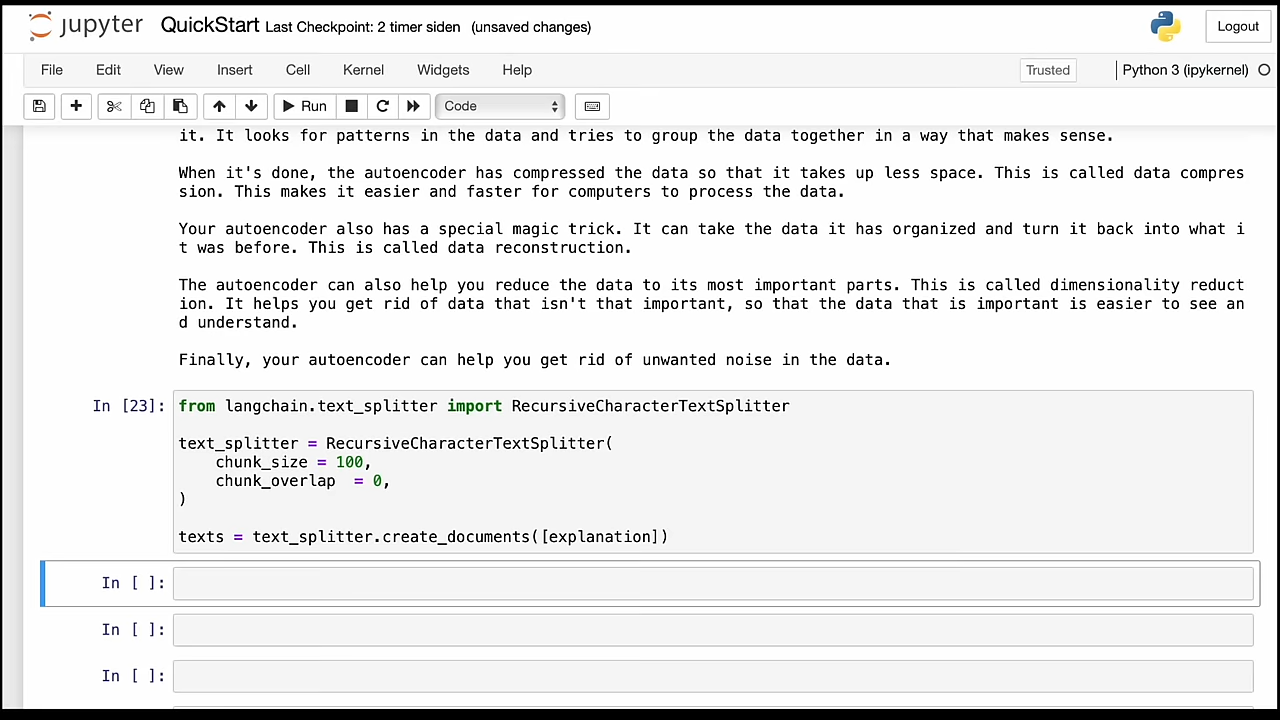 jupyter QuickStart Last Checkpoint: 2 timer siden (unsaved changes)
Logout
File Edit View Insert Cell Kernel Widgets Help
Trusted
Python 3 (ipykernel)
Run
Code
it. It looks for patterns in the data and tries to group the data together in a way that makes sense.
When it's done, the autoencoder has compressed the data so that it takes up less space. This is called data compres
sion. This makes it easier and faster for computers to process the data.
Your autoencoder also has a special magic trick. It can take the data it has organized and turn it back into what i
t was before. This is called data reconstruction.
The autoencoder can also help you reduce the data to its most important parts. This is called dimensionality reduct
ion. It helps you get rid of data that isn't that important, so that the data that is important is easier to see an
d understand.
Finally, your autoencoder can help you get rid of unwanted noise in the data.
In [23]:
from langchain.text_splitter import RecursiveCharacterTextSplitter
text_splitter = RecursiveCharacterTextSplitter(
    chunk_size = 100,
    chunk_overlap  = 0,
)
texts = text_splitter.create_documents([explanation])
In [ ]:
In [ ]:
In [ ]: